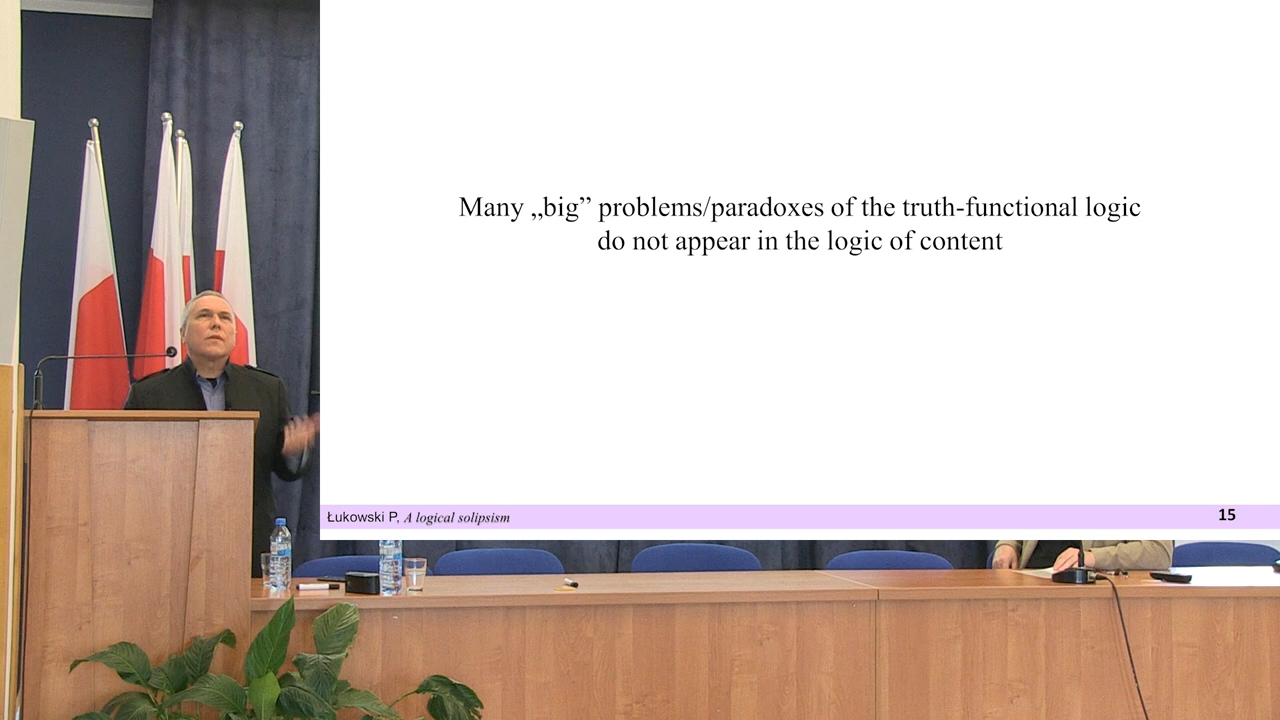 Many „big” problems/paradoxes of the truth-functional logic
do not appear in the logic of content
Łukowski P, A logical solipsism
15